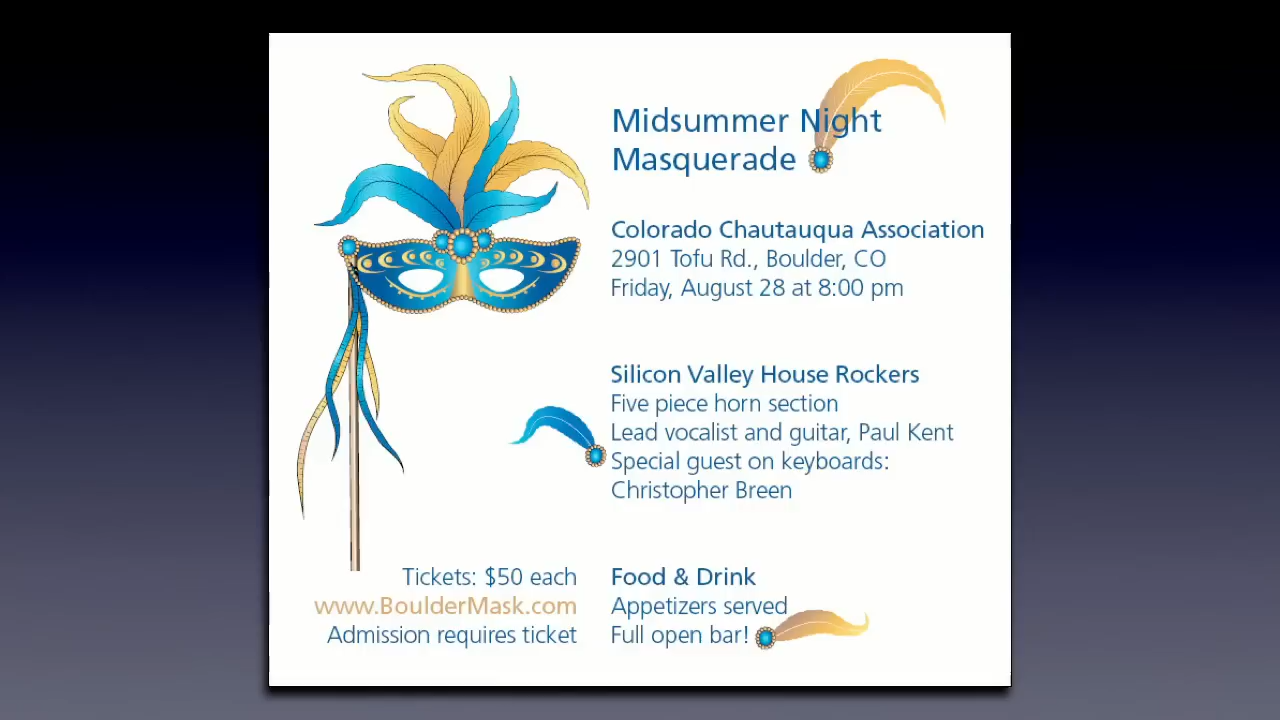 Midsummer Night
Masquerade
Colorado Chautauqua Association
2901 Tofu Rd., Boulder, CO
Friday, August 28 at 8:00 pm
Silicon Valley House Rockers
Five piece horn section
Lead vocalist and guitar, Paul Kent
Special guest on keyboards:
Christopher Breen
Tickets: $50 each
www.BoulderMask.com
Admission requires ticket
Food & Drink
Appetizers served
Full open bar!